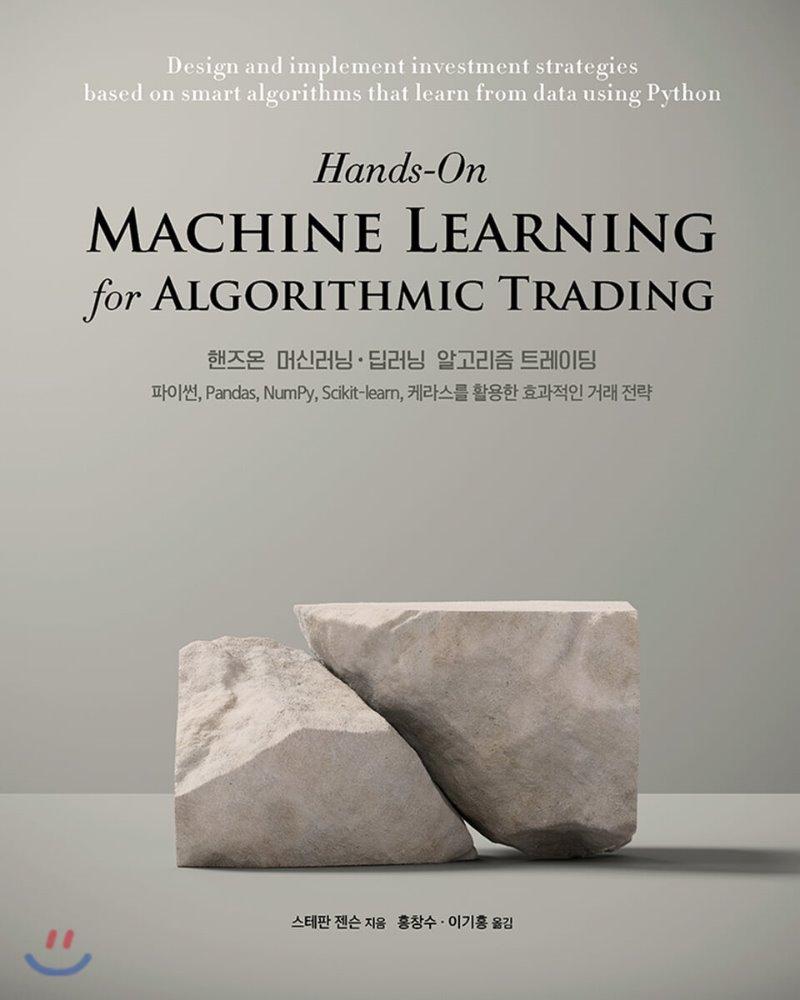 Design and implement investment strategies
based on smart algorithms that learn from data using Python
Hands-On
MACHINE LEARNING
for ALGORITHMIC TRADING
핸즈온 머신러닝·딥러닝 알고리즘 트레이딩
파이썬, Pandas, NumPy, Scikit-learn, 케라스를 활용한 효과적인 거래 전략
스테판 젠슨 지음 홍창수·이기홍 옮김